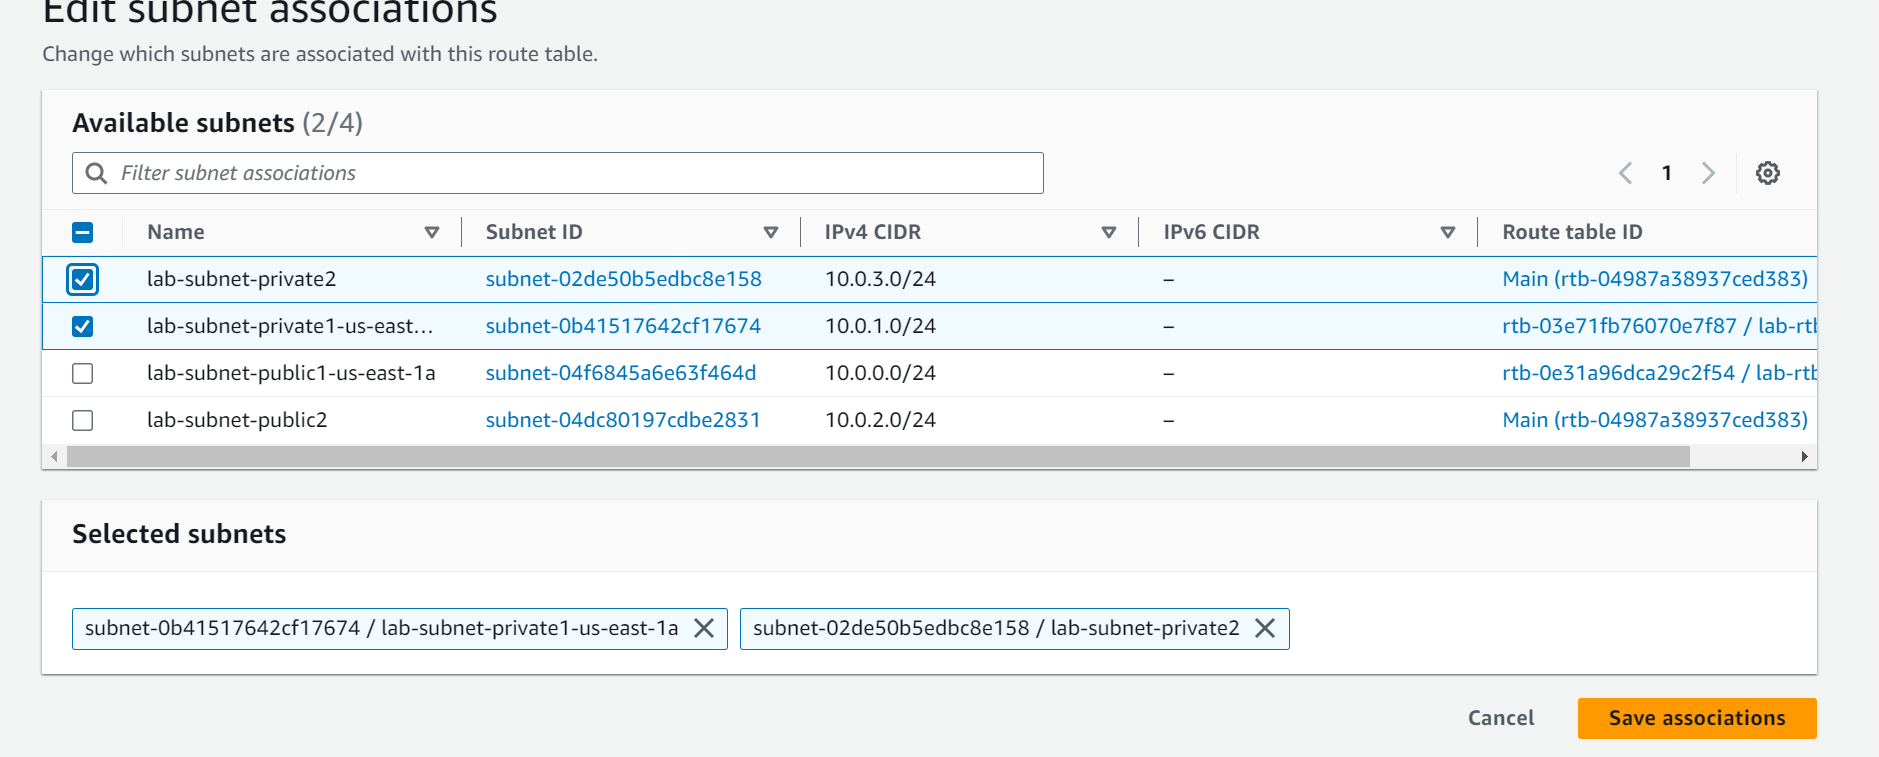 Edit subnet associations
Change which subnets are associated with this route table.
Available subnets (2/4)
Filter subnet associations
1
Name Subnet ID IPv4 CIDR IPv6 CIDR Route table ID
lab-subnet-private2 subnet-02de50b5edbc8e158 10.0.3.0/24 – Main (rtb-04987a38937ced383)
lab-subnet-private1-us-east... subnet-0b41517642cf17674 10.0.1.0/24 – rtb-03e71fb76070e7f87 / lab-rtb
lab-subnet-public1-us-east-1a subnet-04f6845a6e63f464d 10.0.0.0/24 – rtb-0e31a96dca29c2f54 / lab-rtb
lab-subnet-public2 subnet-04dc80197cdbe2831 10.0.2.0/24 – Main (rtb-04987a38937ced383)
Selected subnets
subnet-0b41517642cf17674 / lab-subnet-private1-us-east-1a subnet-02de50b5edbc8e158 / lab-subnet-private2
Cancel Save associations